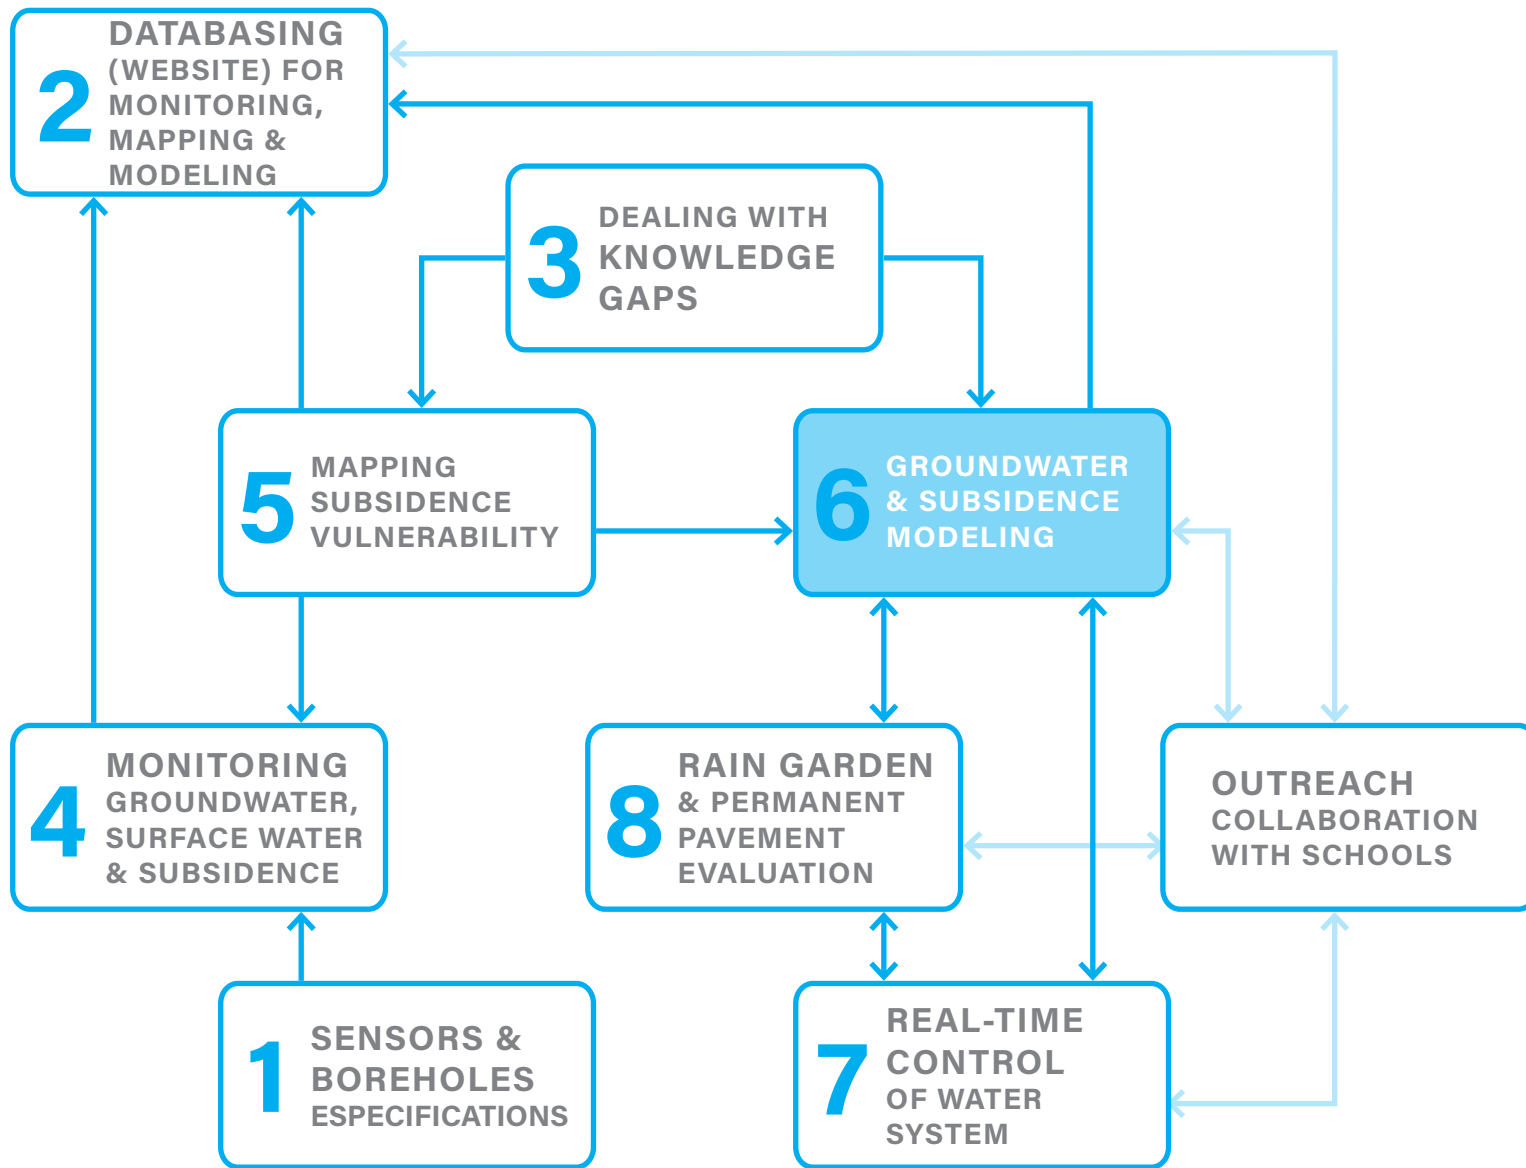 2
DATABASING
(WEBSITE) FOR
MONITORING,
MAPPING &
MODELING
3
DEALING WITH
KNOWLEDGE
GAPS
5
MAPPING
SUBSIDENCE
VULNERABILITY
6
GROUNDWATER
& SUBSIDENCE
MODELING
4
MONITORING
GROUNDWATER,
SURFACE WATER
& SUBSIDENCE
8
RAIN GARDEN
& PERMANENT
PAVEMENT
EVALUATION
OUTREACH
COLLABORATION
WITH SCHOOLS
1
SENSORS &
BOREHOLES
ESPECIFICATIONS
7
REAL-TIME
CONTROL
OF WATER
SYSTEM